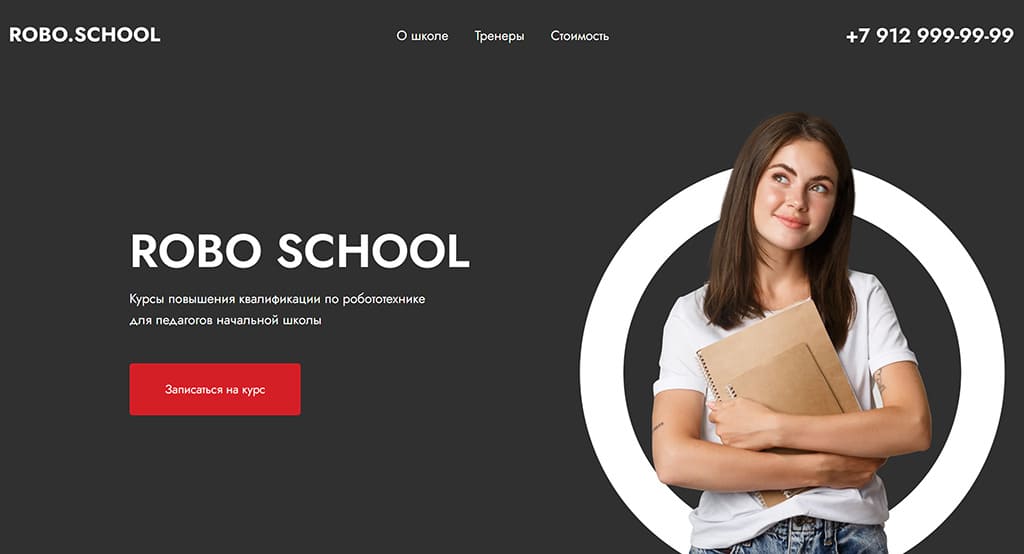 ROBO.SCHOOL
О школе
Тренеры
Стоимость
+7 912 999-99-99
ROBO SCHOOL
Курсы повышения квалификации по робототехнике
для педагогов начальной школы
Записаться на курс